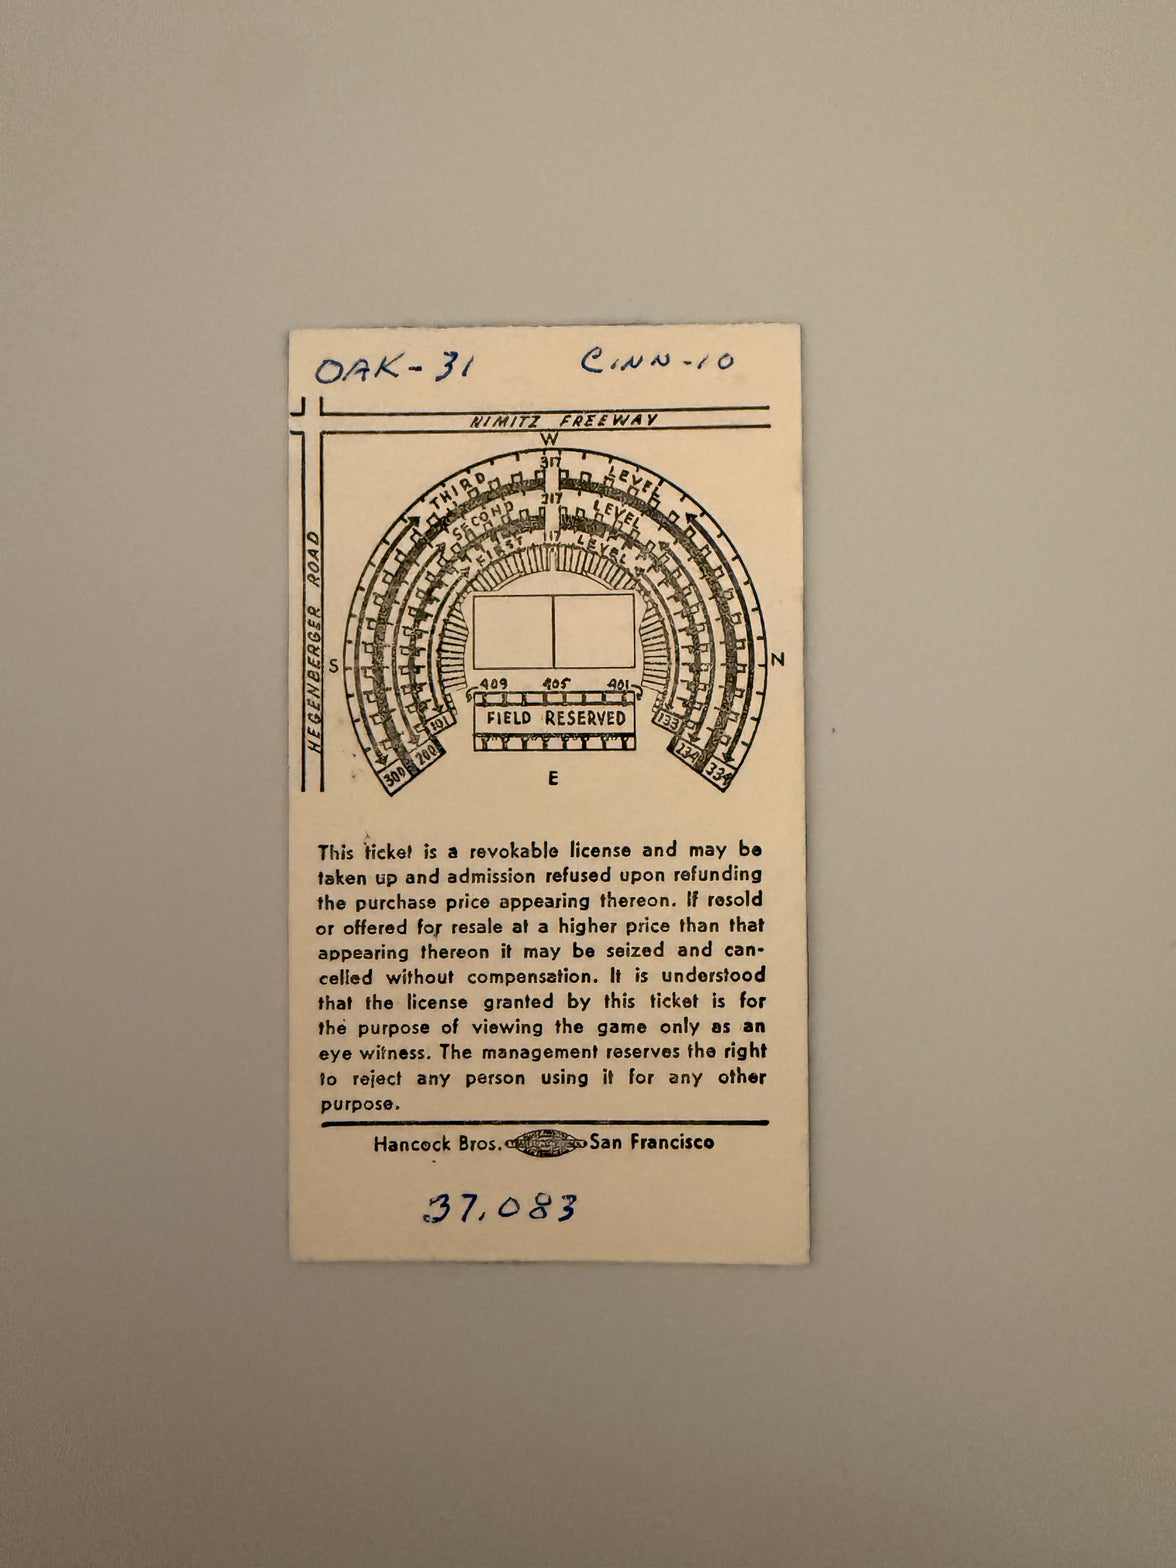 OAK-31 CINN-10
NIMITZ FREEWAY
W
317
THIRD LEVEL
217
SECOND LEVEL
117
FIRST LEVEL
HEGENBERGER ROAD
S
N
409 405 401
FIELD RESERVED
101
200
300
133
234
334
E
This ticket is a revokable license and may be
taken up and admission refused upon refunding
the purchase price appearing thereon. If resold
or offered for resale at a higher price than that
appearing thereon it may be seized and can-
celled without compensation. It is understood
that the license granted by this ticket is for
the purpose of viewing the game only as an
eye witness. The management reserves the right
to reject any person using it for any other
purpose.
Hancock Bros. San Francisco
37,083